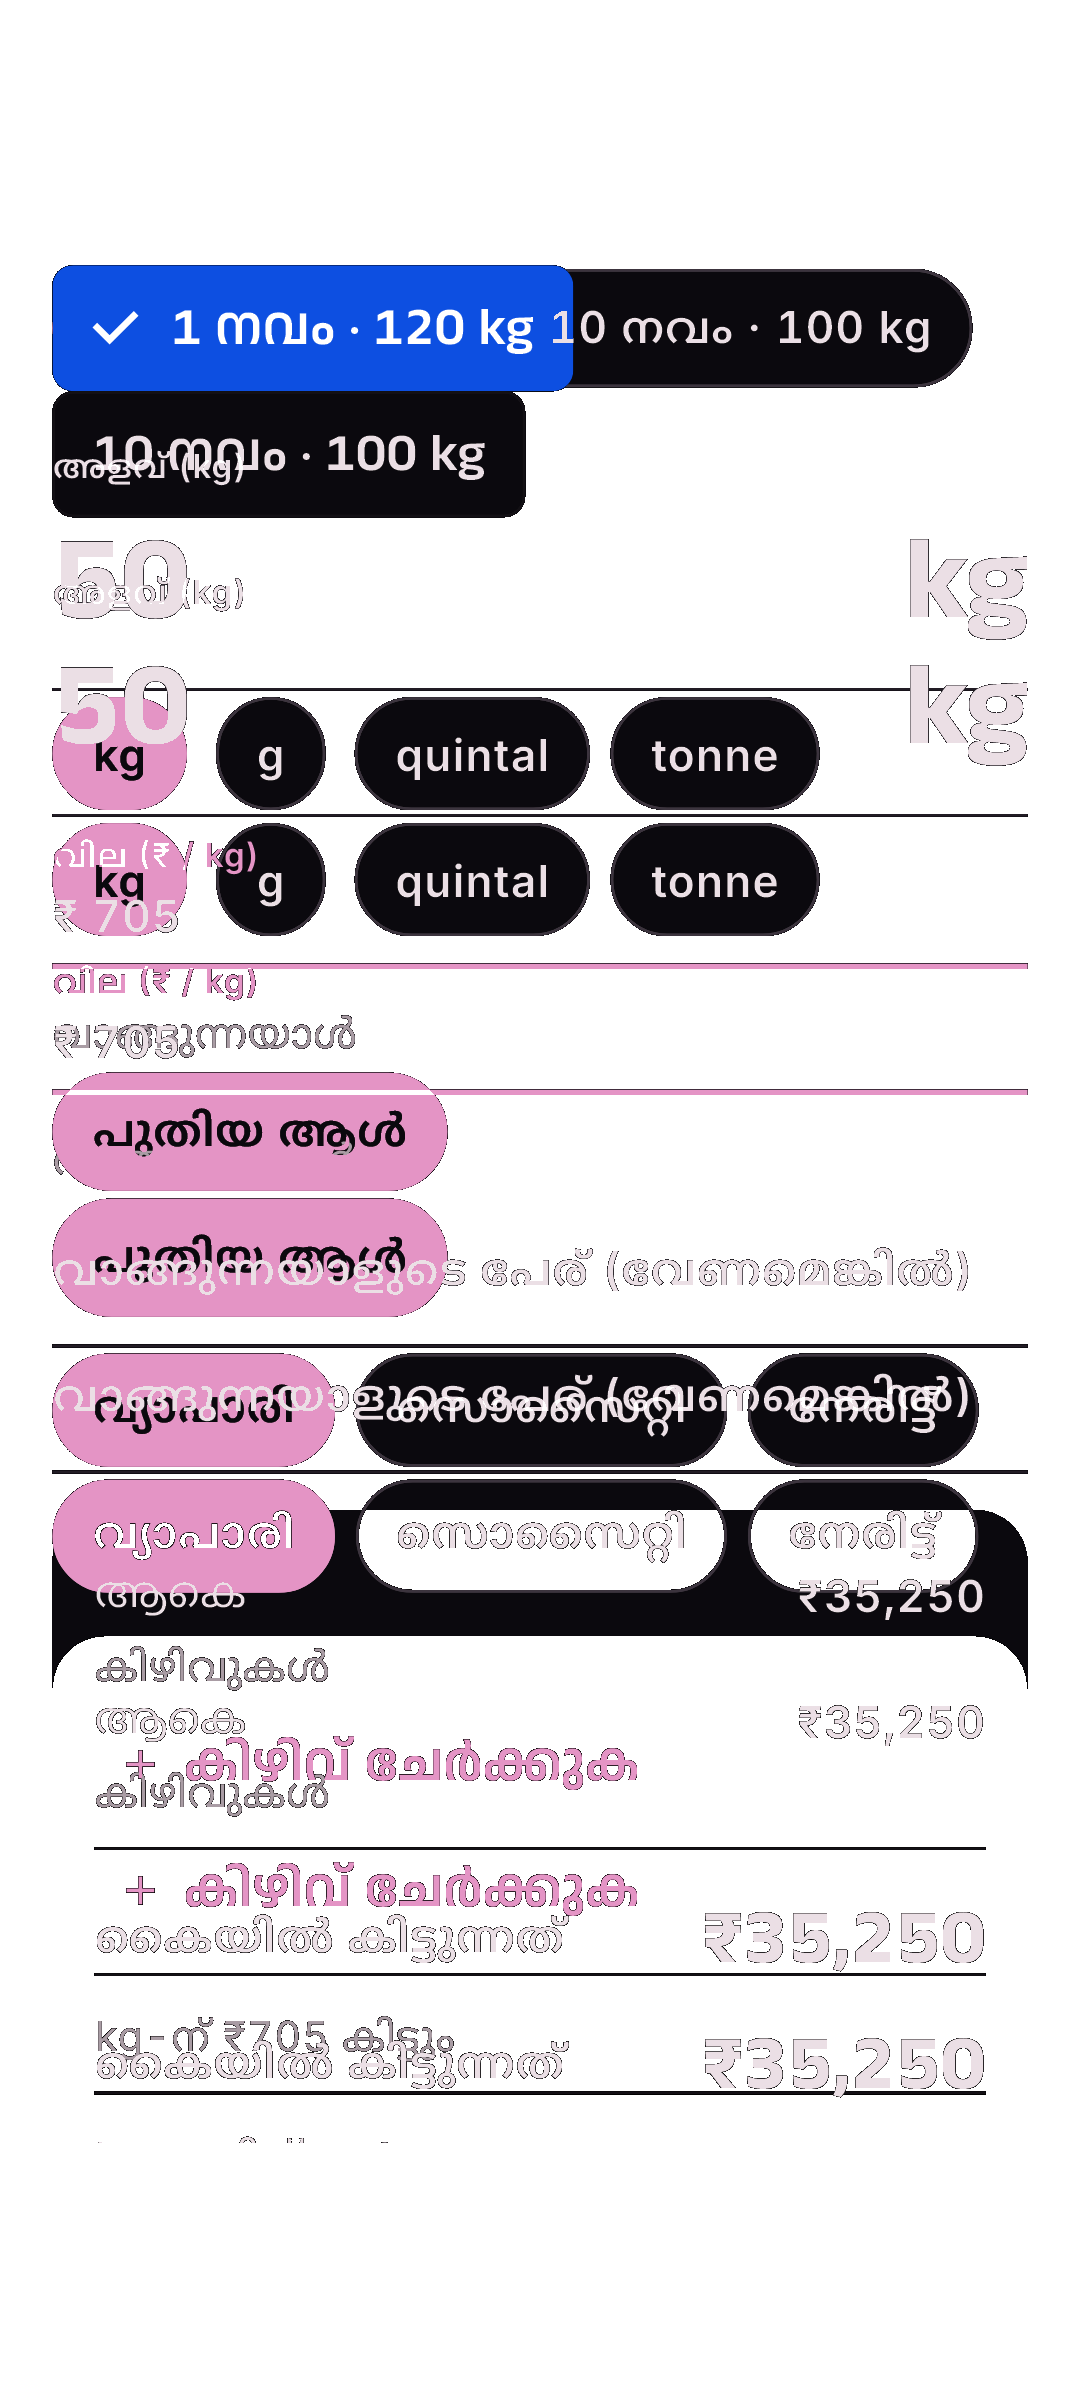 1 നവം · 120 kg 10 നവം · 100 kg
10 നവം · 100 kg
അളവ് (kg)
50 kg
അളവ് (kg)
50 kg
kg g quintal tonne
kg g quintal tonne
വില (₹ / kg)
₹ 705
വില (₹ / kg)
വാങ്ങുന്നയാൾ
₹ 705
പുതിയ ആൾ
പുതിയ ആൾ
വാങ്ങുന്നയാളുടെ പേര് (വേണമെങ്കിൽ)
വാങ്ങുന്നയാളുടെ പേര് (വേണമെങ്കിൽ)
വ്യാപാരി സൊസൈറ്റി നേരിട്ട്
വ്യാപാരി സൊസൈറ്റി നേരിട്ട്
ആകെ ₹35,250
കിഴിവുകൾ
ആകെ ₹35,250
+ കിഴിവ് ചേർക്കുക
കിഴിവുകൾ
+ കിഴിവ് ചേർക്കുക
കൈയിൽ കിട്ടുന്നത് ₹35,250
kg-ന് ₹705 കിട്ടും
കൈയിൽ കിട്ടുന്നത് ₹35,250